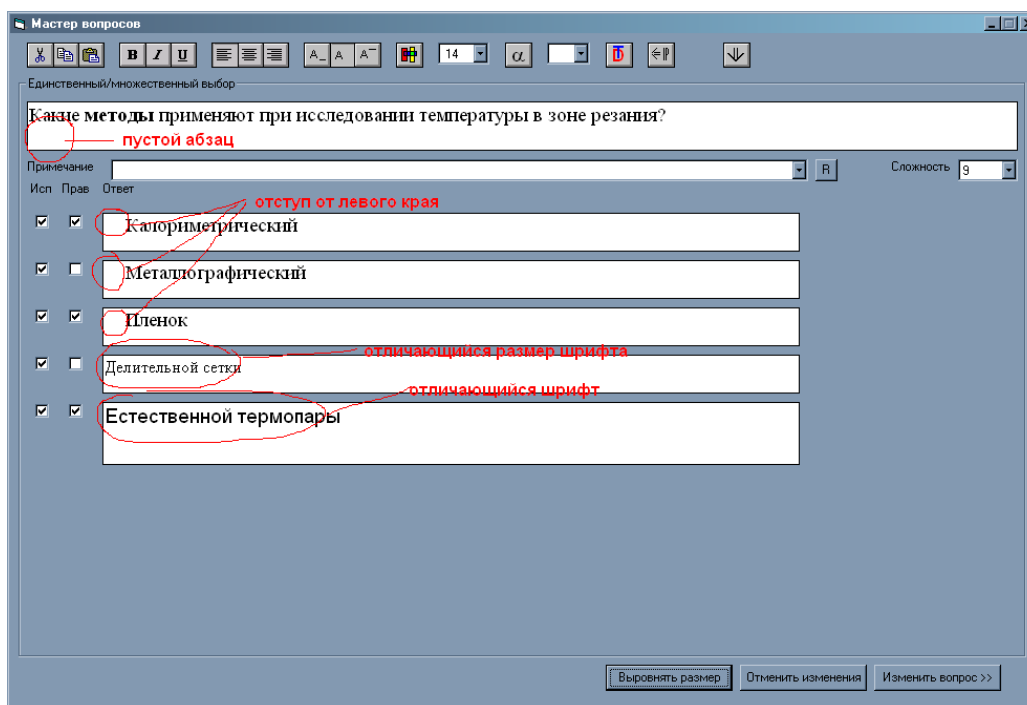 Мастер вопросов
B I U A_ A A¯ 14 α D ⇐P
Единственный/множественный выбор
Какие методы применяют при исследовании температуры в зоне резания?
пустой абзац
Примечание R Сложность 9
Исп Прав Ответ
отступ от левого края
Калориметрический
Металлографический
Пленок
отличающийся размер шрифта
Делительной сетки
отличающийся шрифт
Естественной термопары
Выровнять размер Отменить изменения Изменить вопрос >>